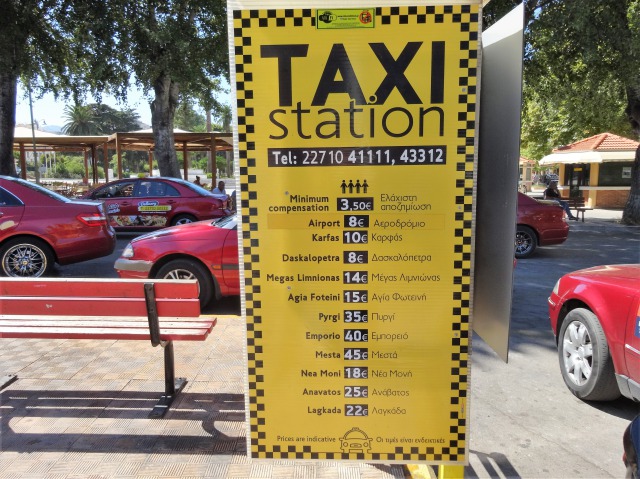 TAXI
station
Tel: 22710 41111, 43312
Minimum compensation 3,50€ Ελάχιστη αποζημίωση
Airport 8€ Αεροδρόμιο
Karfas 10€ Καρφάς
Daskalopetra 8€ Δασκαλόπετρα
Megas Limnionas 14€ Μέγας Λιμνιώνας
Agia Foteini 15€ Αγία Φωτεινή
Pyrgi 35€ Πυργί
Emporio 40€ Εμπορειό
Mesta 45€ Μεστά
Nea Moni 18€ Νέα Μονή
Anavatos 25€ Ανάβατος
Lagkada 22€ Λαγκάδα
Prices are indicative Οι τιμές είναι ενδεικτικές